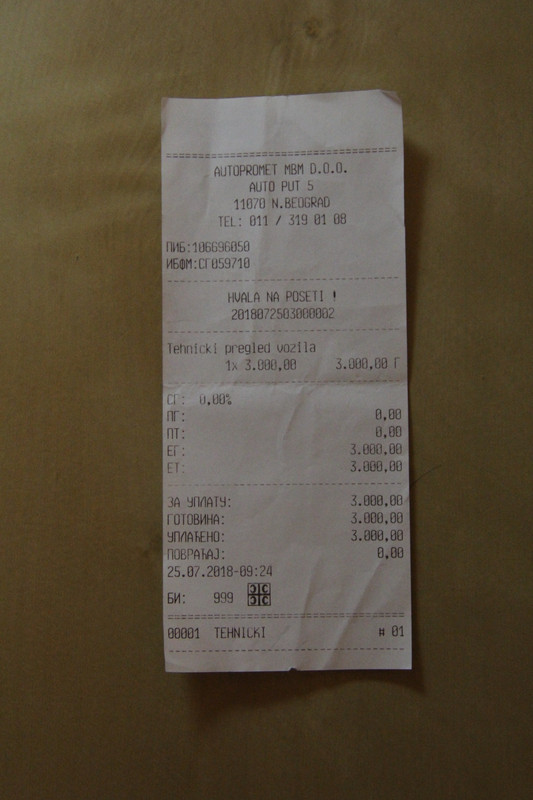 AUTOPROMET MBM D.O.O.
AUTO PUT 5
11070 N.BEOGRAD
TEL: 011 / 319 01 08
ПИБ:106696050
ИБФМ:СГ059710
HVALA NA POSETI !
2018072503000002
Tehnicki pregled vozila
1x 3.000,00 3.000,00 Г
СГ: 0,00%
ПГ: 0,00
ПТ: 0,00
ЕГ: 3.000,00
ЕТ: 3.000,00
ЗА УПЛАТУ: 3.000,00
ГОТОВИНА: 3.000,00
УПЛАЋЕНО: 3.000,00
ПОВРАЋАЈ: 0,00
25.07.2018-09:24
БИ: 999
00001 TEHNICKI # 01